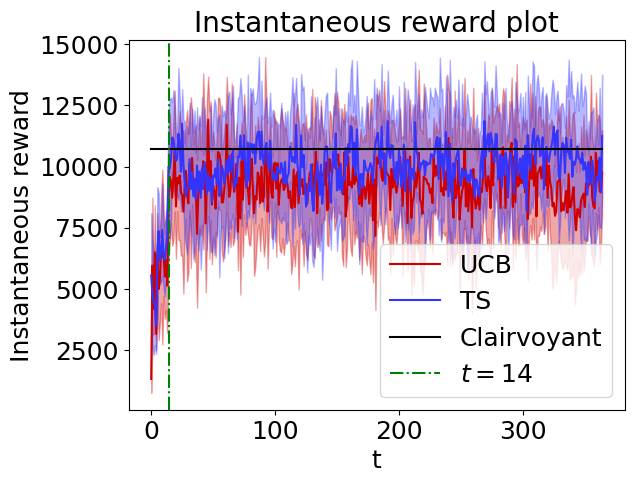 Instantaneous reward plot
Instantaneous reward
15000
12500
10000
7500
5000
2500
0
100
200
300
t
UCB
TS
Clairvoyant
t = 14